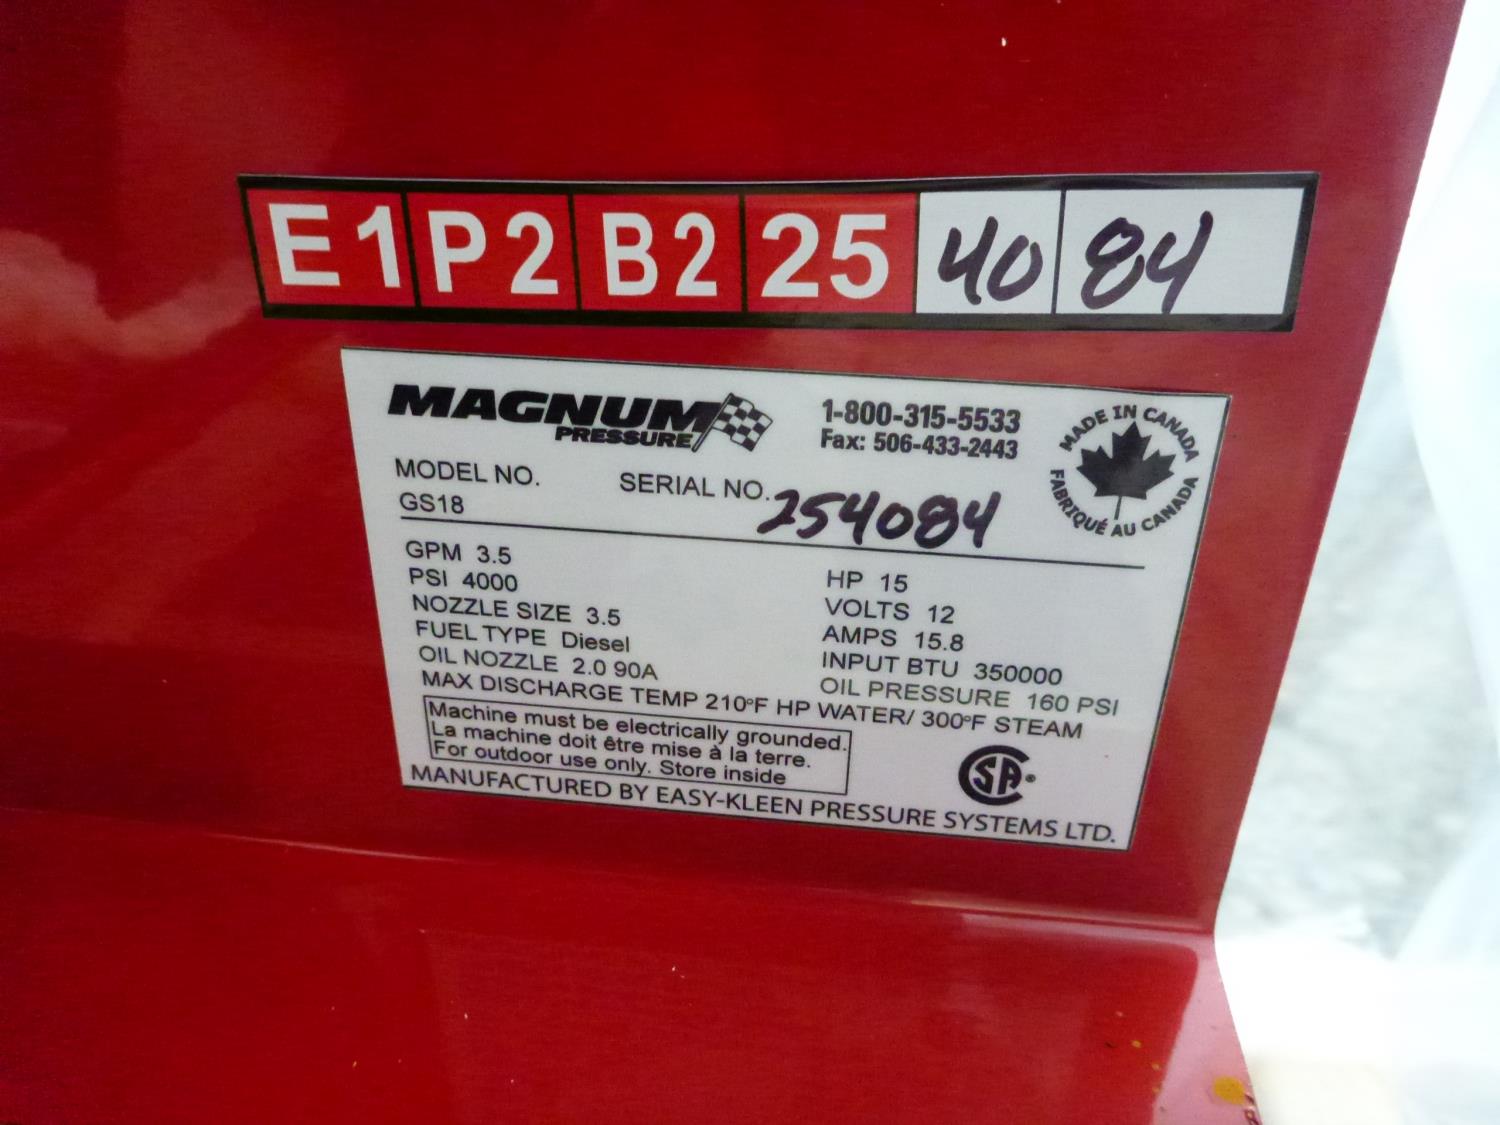 E1 P2 B2 25 40 84
MAGNUM
PRESSURE
1-800-315-5533
Fax: 506-433-2443
MADE IN CANADA
FABRIQUÉ AU CANADA
MODEL NO.
GS18
SERIAL NO. 254084
GPM 3.5
PSI 4000
NOZZLE SIZE 3.5
FUEL TYPE Diesel
OIL NOZZLE 2.0 90A
HP 15
VOLTS 12
AMPS 15.8
INPUT BTU 350000
OIL PRESSURE 160 PSI
MAX DISCHARGE TEMP 210°F HP WATER/ 300°F STEAM
Machine must be electrically grounded.
La machine doit être mise à la terre.
For outdoor use only. Store inside
CSA®
MANUFACTURED BY EASY-KLEEN PRESSURE SYSTEMS LTD.